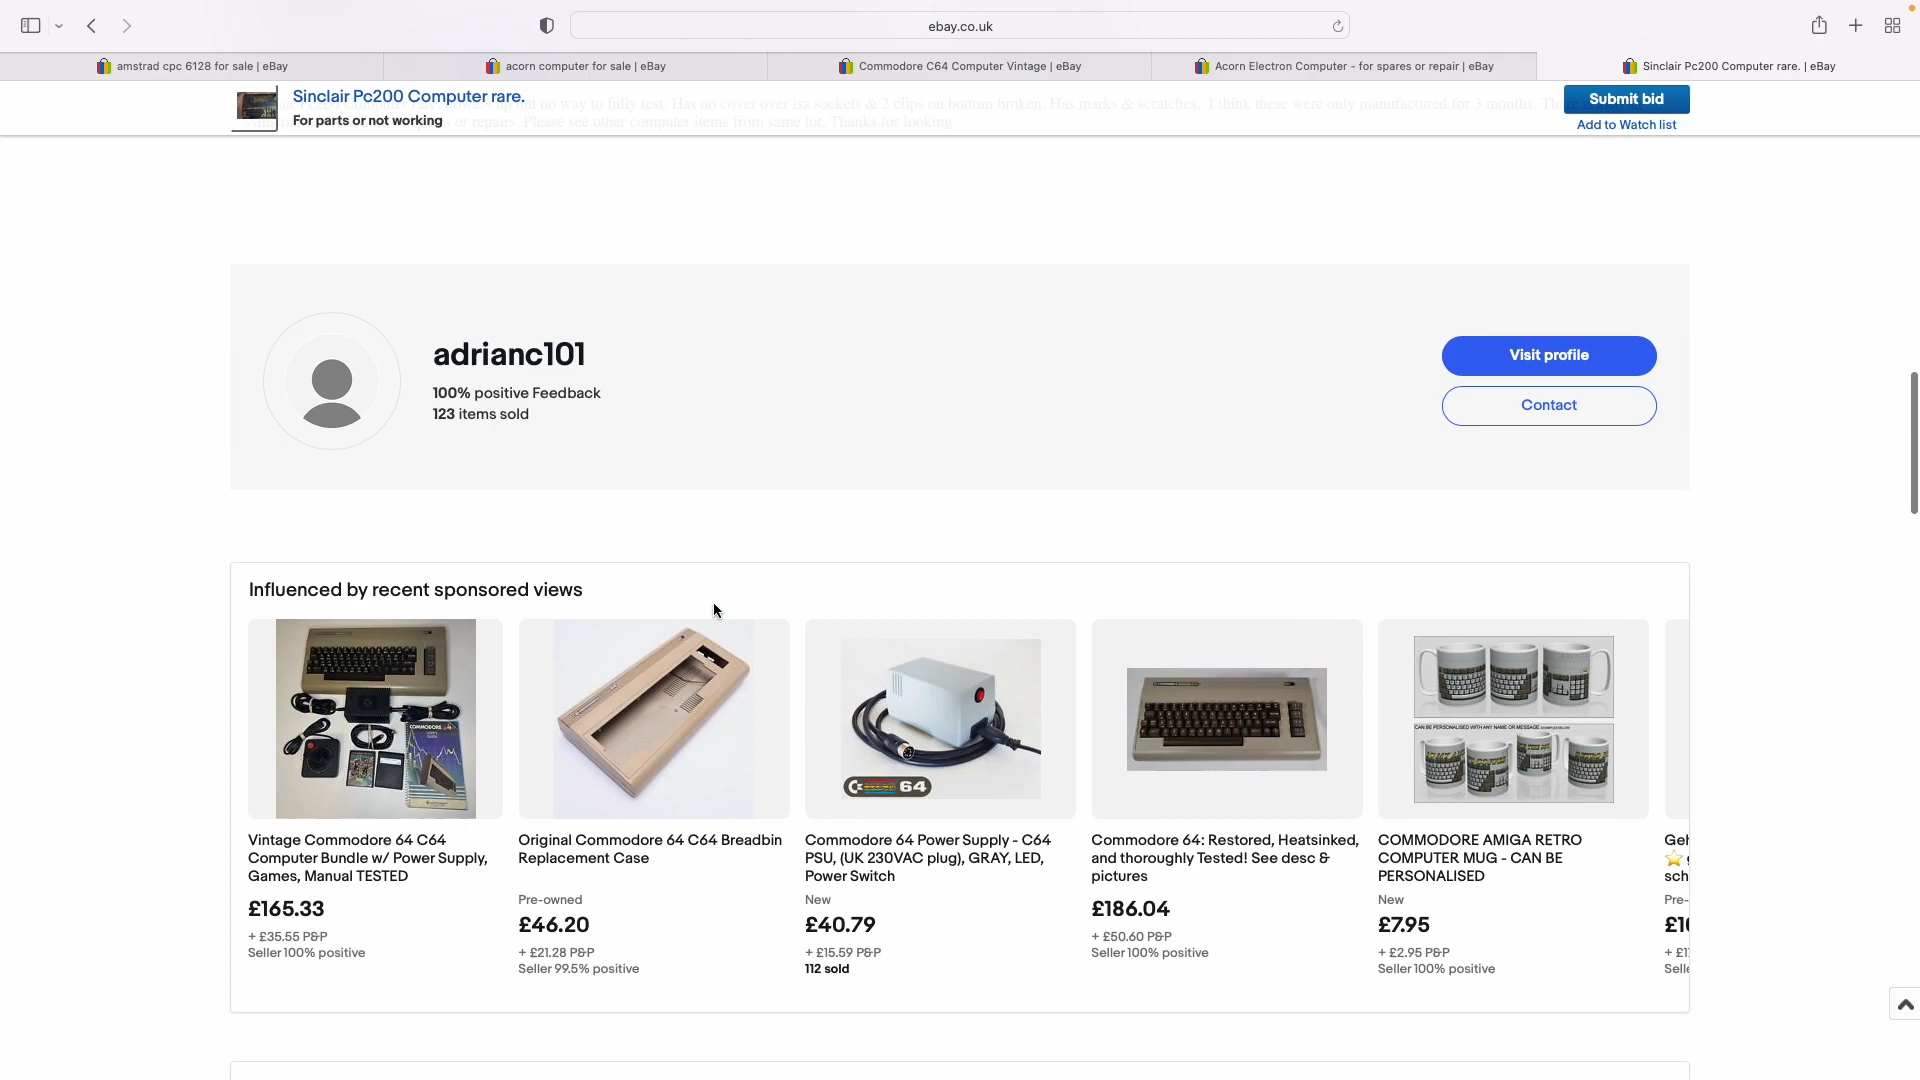 ebay.co.uk
amstrad cpc 6128 for sale | eBay
acorn computer for sale | eBay
Commodore C64 Computer Vintage | eBay
Acorn Electron Computer - for spares or repair | eBay
Sinclair Pc200 Computer rare. | eBay
Sinclair Pc200 Computer rare.
For parts or not working
but no way to fully test. Has no cover over isa sockets & 2 clips on bottom broken. Has marks & scratches. I think these were only manufactured for 3 months.
or repairs. Please see other computer items from same lot. Thanks for looking.
Submit bid
Add to Watch list
adrianc101
100% positive Feedback
123 items sold
Visit profile
Contact
Influenced by recent sponsored views
COMMODORE
64
CAN BE PERSONALISED WITH ANY NAME OR MESSAGE
Vintage Commodore 64 C64
Computer Bundle w/ Power Supply,
Games, Manual TESTED
£165.33
+ £35.55 P&P
Seller 100% positive
Original Commodore 64 C64 Breadbin
Replacement Case
Pre-owned
£46.20
+ £21.28 P&P
Seller 99.5% positive
Commodore 64 Power Supply - C64
PSU, (UK 230VAC plug), GRAY, LED,
Power Switch
New
£40.79
+ £15.59 P&P
112 sold
Commodore 64: Restored, Heatsinked,
and thoroughly Tested! See desc &
pictures
£186.04
+ £50.60 P&P
Seller 100% positive
COMMODORE AMIGA RETRO
COMPUTER MUG - CAN BE
PERSONALISED
New
£7.95
+ £2.95 P&P
Seller 100% positive